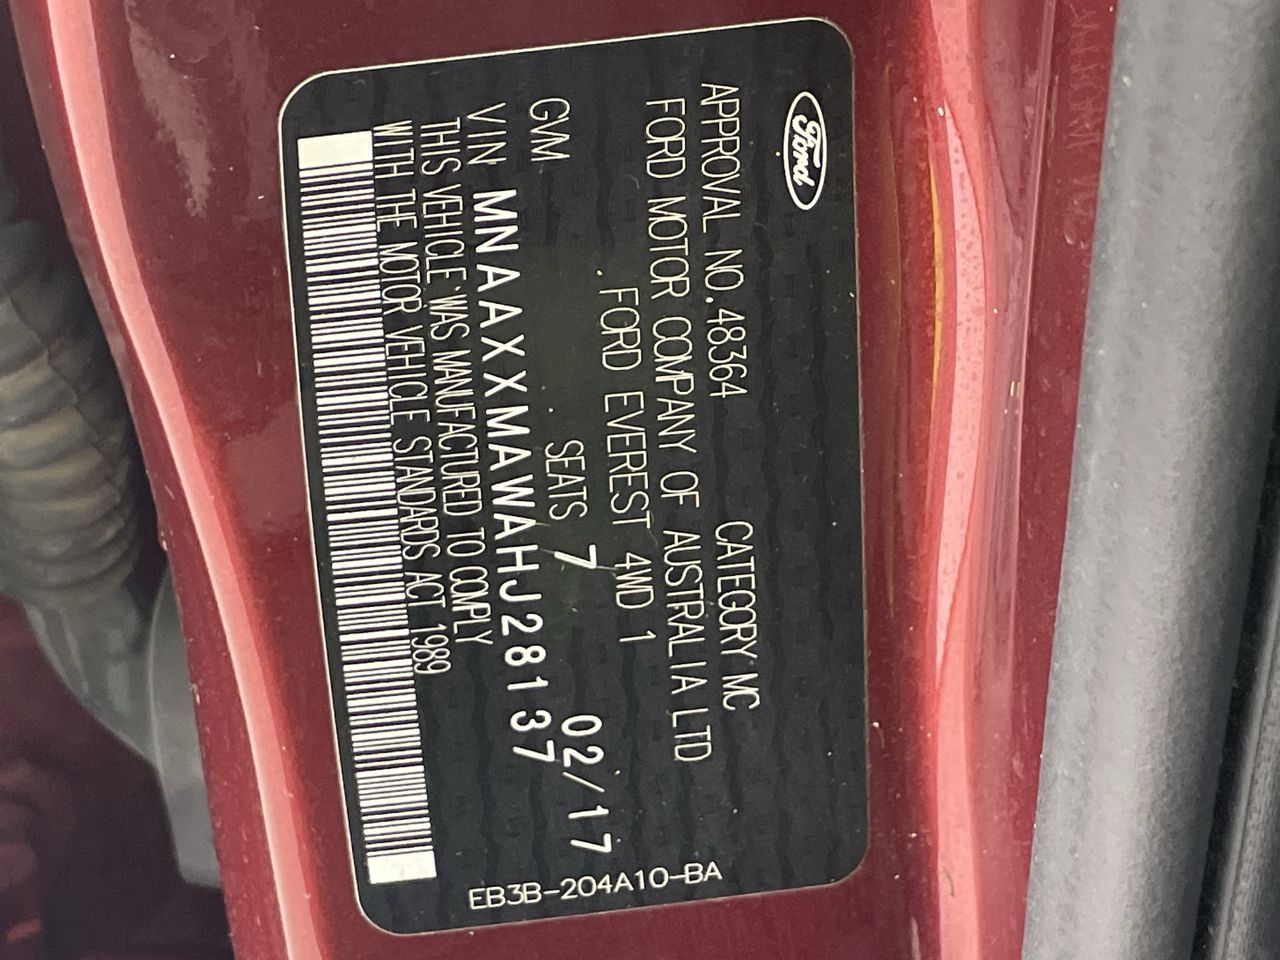 Ford
APPROVAL NO.48364 CATEGORY MC
FORD MOTOR COMPANY OF AUSTRALIA LTD
FORD EVEREST 4WD 1
GVM SEATS 7 02/17
VIN MNAAXXMAWAHJ28137
THIS VEHICLE WAS MANUFACTURED TO COMPLY
WITH THE MOTOR VEHICLE STANDARDS ACT 1989
EB3B-204A10-BA